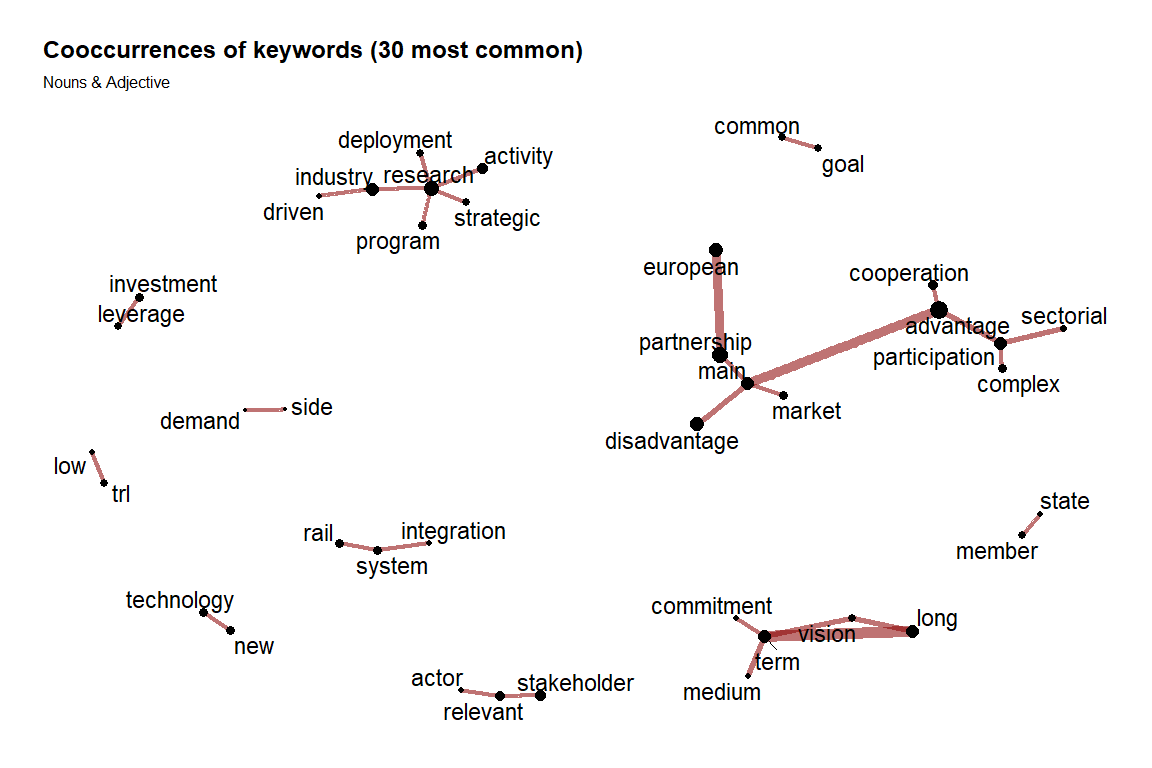 Cooccurrences of keywords (30 most common)
Nouns & Adjective
common
deployment
activity
goal
industry
research
driven
strategic
program
european
cooperation
investment
leverage
sectorial
advantage
partnership
participation
main
complex
market
demand
side
disadvantage
low
trl
state
rail
integration
member
system
technology
commitment
long
new
vision
term
actor
stakeholder
medium
relevant